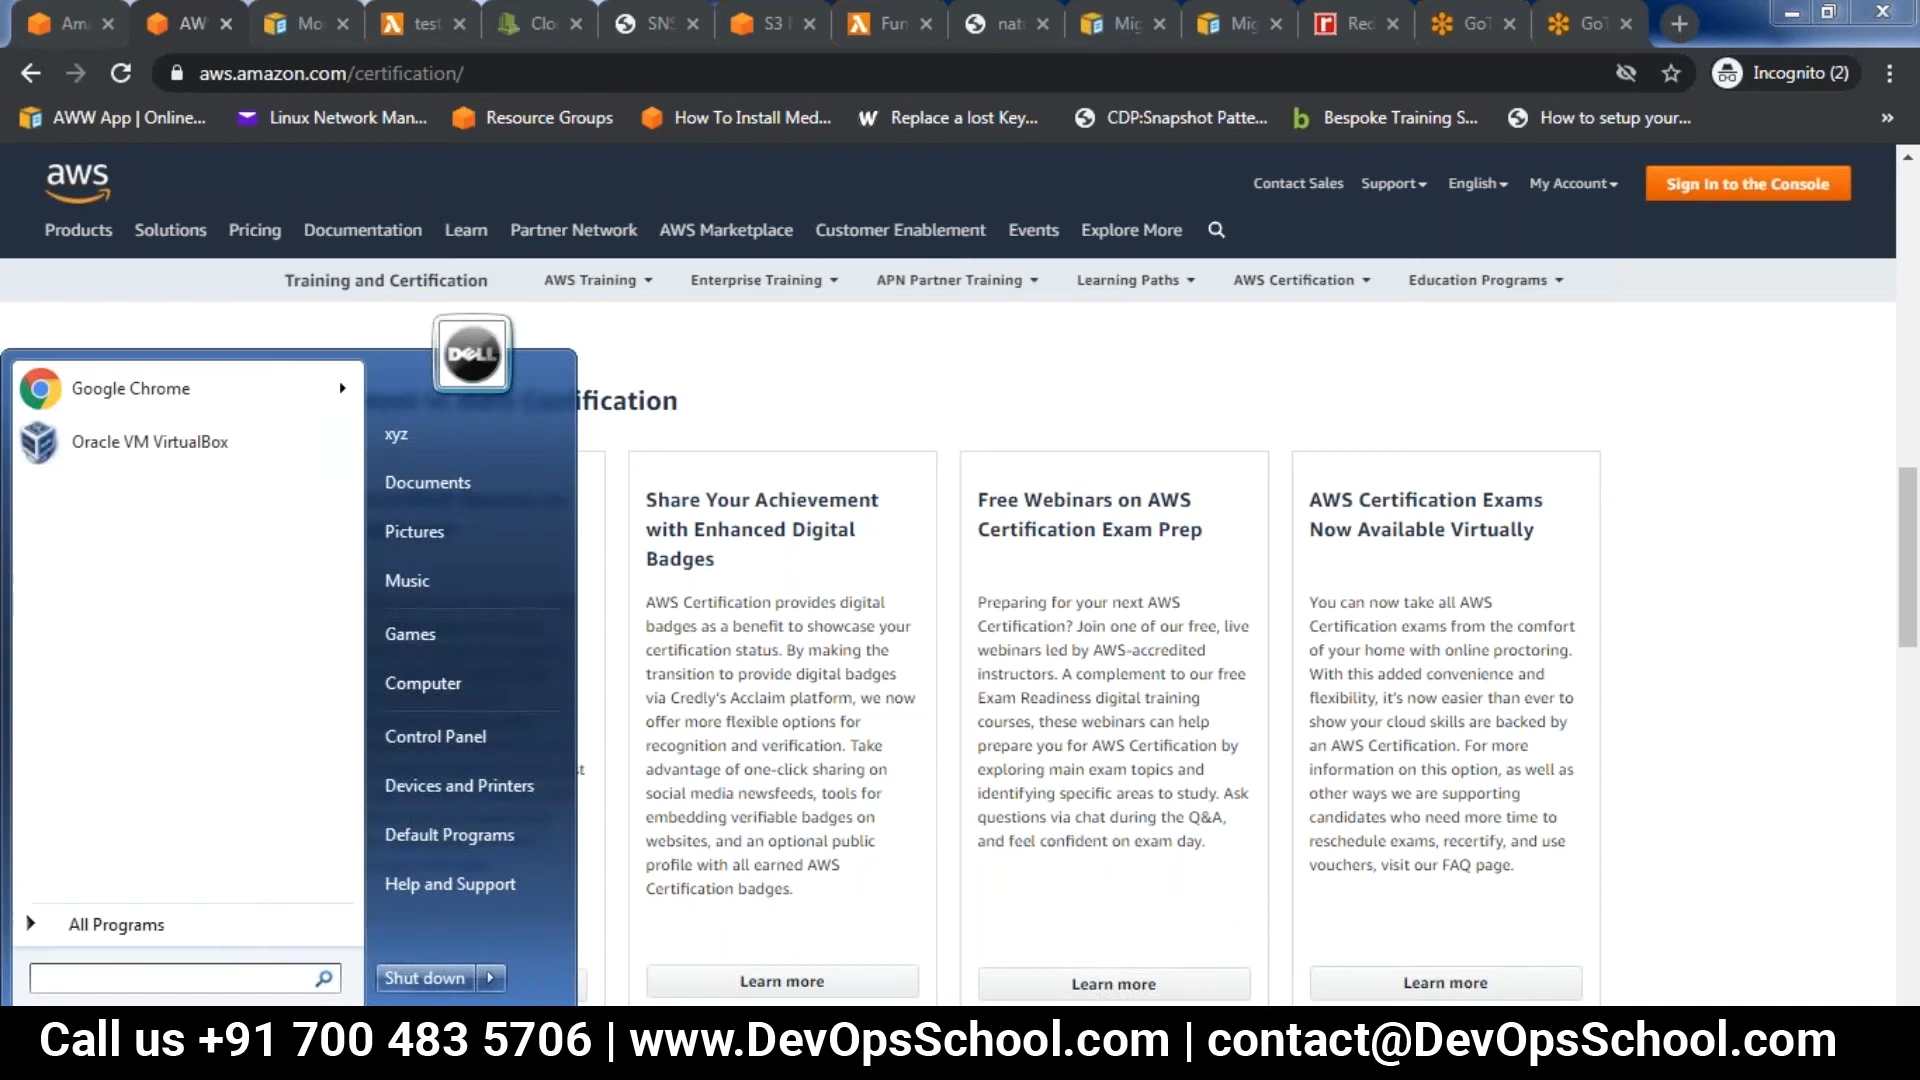 Am
AW
Mo
test
Clo
SNS
S3
Fun
nat
Mig
Mig
Rec
GoT
GoT
aws.amazon.com/certification/
Incognito (2)
AWW App | Online...
Linux Network Man...
Resource Groups
How To Install Med...
W Replace a lost Key...
CDP:Snapshot Patte...
b Bespoke Training S...
How to setup your...
aws
Contact Sales
Support
English
My Account
Sign In to the Console
Products
Solutions
Pricing
Documentation
Learn
Partner Network
AWS Marketplace
Customer Enablement
Events
Explore More
Training and Certification
AWS Training
Enterprise Training
APN Partner Training
Learning Paths
AWS Certification
Education Programs
DELL
Google Chrome
Oracle VM VirtualBox
All Programs
xyz
Documents
Pictures
Music
Games
Computer
Control Panel
Devices and Printers
Default Programs
Help and Support
Shut down
ification
st
Share Your Achievement
with Enhanced Digital
Badges
AWS Certification provides digital
badges as a benefit to showcase your
certification status. By making the
transition to provide digital badges
via Credly's Acclaim platform, we now
offer more flexible options for
recognition and verification. Take
advantage of one-click sharing on
social media newsfeeds, tools for
embedding verifiable badges on
websites, and an optional public
profile with all earned AWS
Certification badges.
Learn more
Free Webinars on AWS
Certification Exam Prep
Preparing for your next AWS
Certification? Join one of our free, live
webinars led by AWS-accredited
instructors. A complement to our free
Exam Readiness digital training
courses, these webinars can help
prepare you for AWS Certification by
exploring main exam topics and
identifying specific areas to study. Ask
questions via chat during the Q&A,
and feel confident on exam day.
Learn more
AWS Certification Exams
Now Available Virtually
You can now take all AWS
Certification exams from the comfort
of your home with online proctoring.
With this added convenience and
flexibility, it's now easier than ever to
show your cloud skills are backed by
an AWS Certification. For more
information on this option, as well as
other ways we are supporting
candidates who need more time to
reschedule exams, recertify, and use
vouchers, visit our FAQ page.
Learn more
Call us +91 700 483 5706 | www.DevOpsSchool.com | contact@DevOpsSchool.com